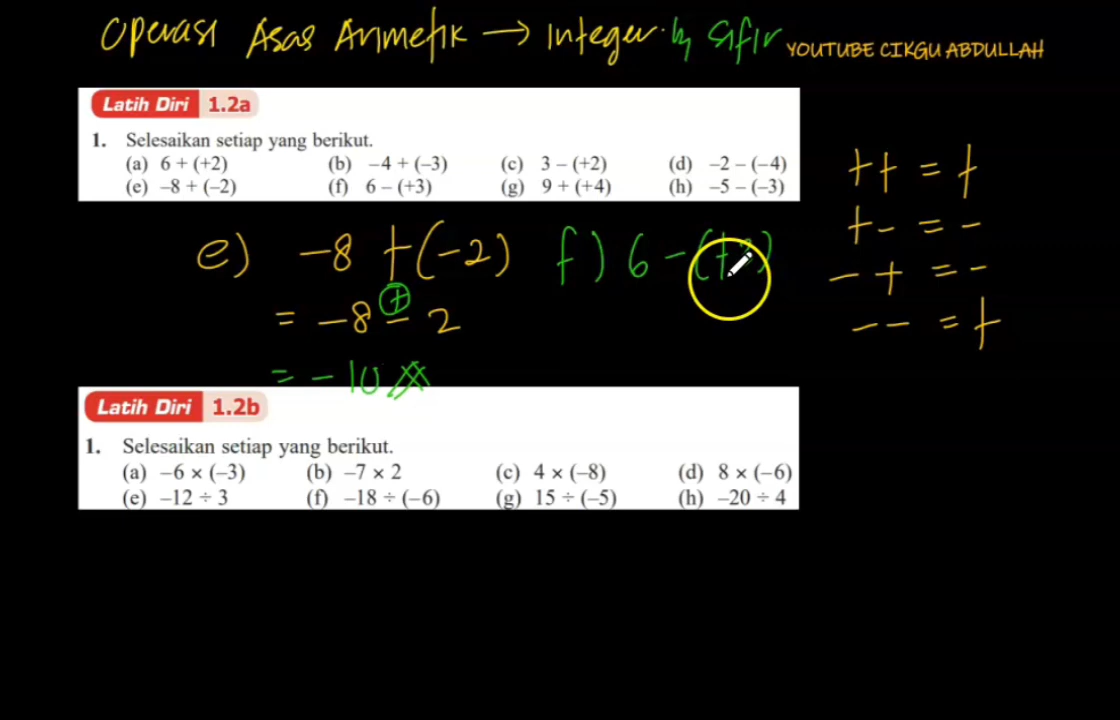 Operasi Asas Aritmetik → Integer. by Sifir YOUTUBE CIKGU ABDULLAH
Latih Diri 1.2a
1. Selesaikan setiap yang berikut.
(a) 6 + (+2) (b) –4 + (–3) (c) 3 – (+2) (d) –2 – (–4)
(e) –8 + (–2) (f) 6 – (+3) (g) 9 + (+4) (h) –5 – (–3)
++ = +
+- = -
-+ = -
-- = +
e) -8 + (-2) f) 6 - (+3)
= -8 - 2
+
= -10
Latih Diri 1.2b
1. Selesaikan setiap yang berikut.
(a) –6 × (–3) (b) –7 × 2 (c) 4 × (–8) (d) 8 × (–6)
(e) –12 ÷ 3 (f) –18 ÷ (–6) (g) 15 ÷ (–5) (h) –20 ÷ 4